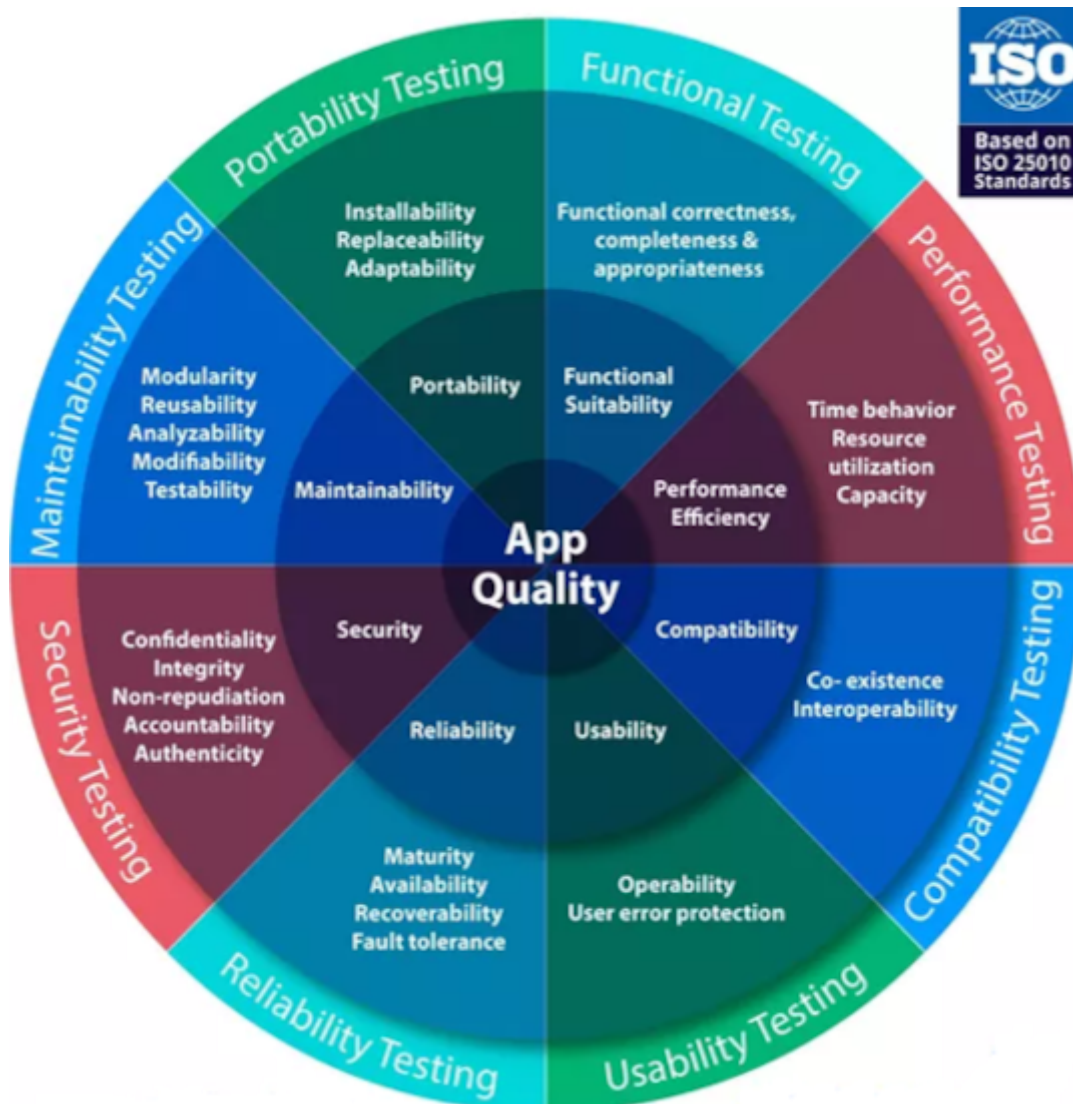 ISO
Based on
ISO 25010
Standards
Functional Testing
Functional correctness,
completeness &
appropriateness
Functional
Suitability
Performance Testing
Time behavior
Resource
utilization
Capacity
Performance
Efficiency
Compatibility Testing
Co- existence
Interoperability
Compatibility
Usability Testing
Operability
User error protection
Usability
Reliability Testing
Maturity
Availability
Recoverability
Fault tolerance
Reliability
Security Testing
Confidentiality
Integrity
Non-repudiation
Accountability
Authenticity
Security
Maintainability Testing
Modularity
Reusability
Analyzability
Modifiability
Testability
Maintainability
Portability Testing
Installability
Replaceability
Adaptability
Portability
App
Quality